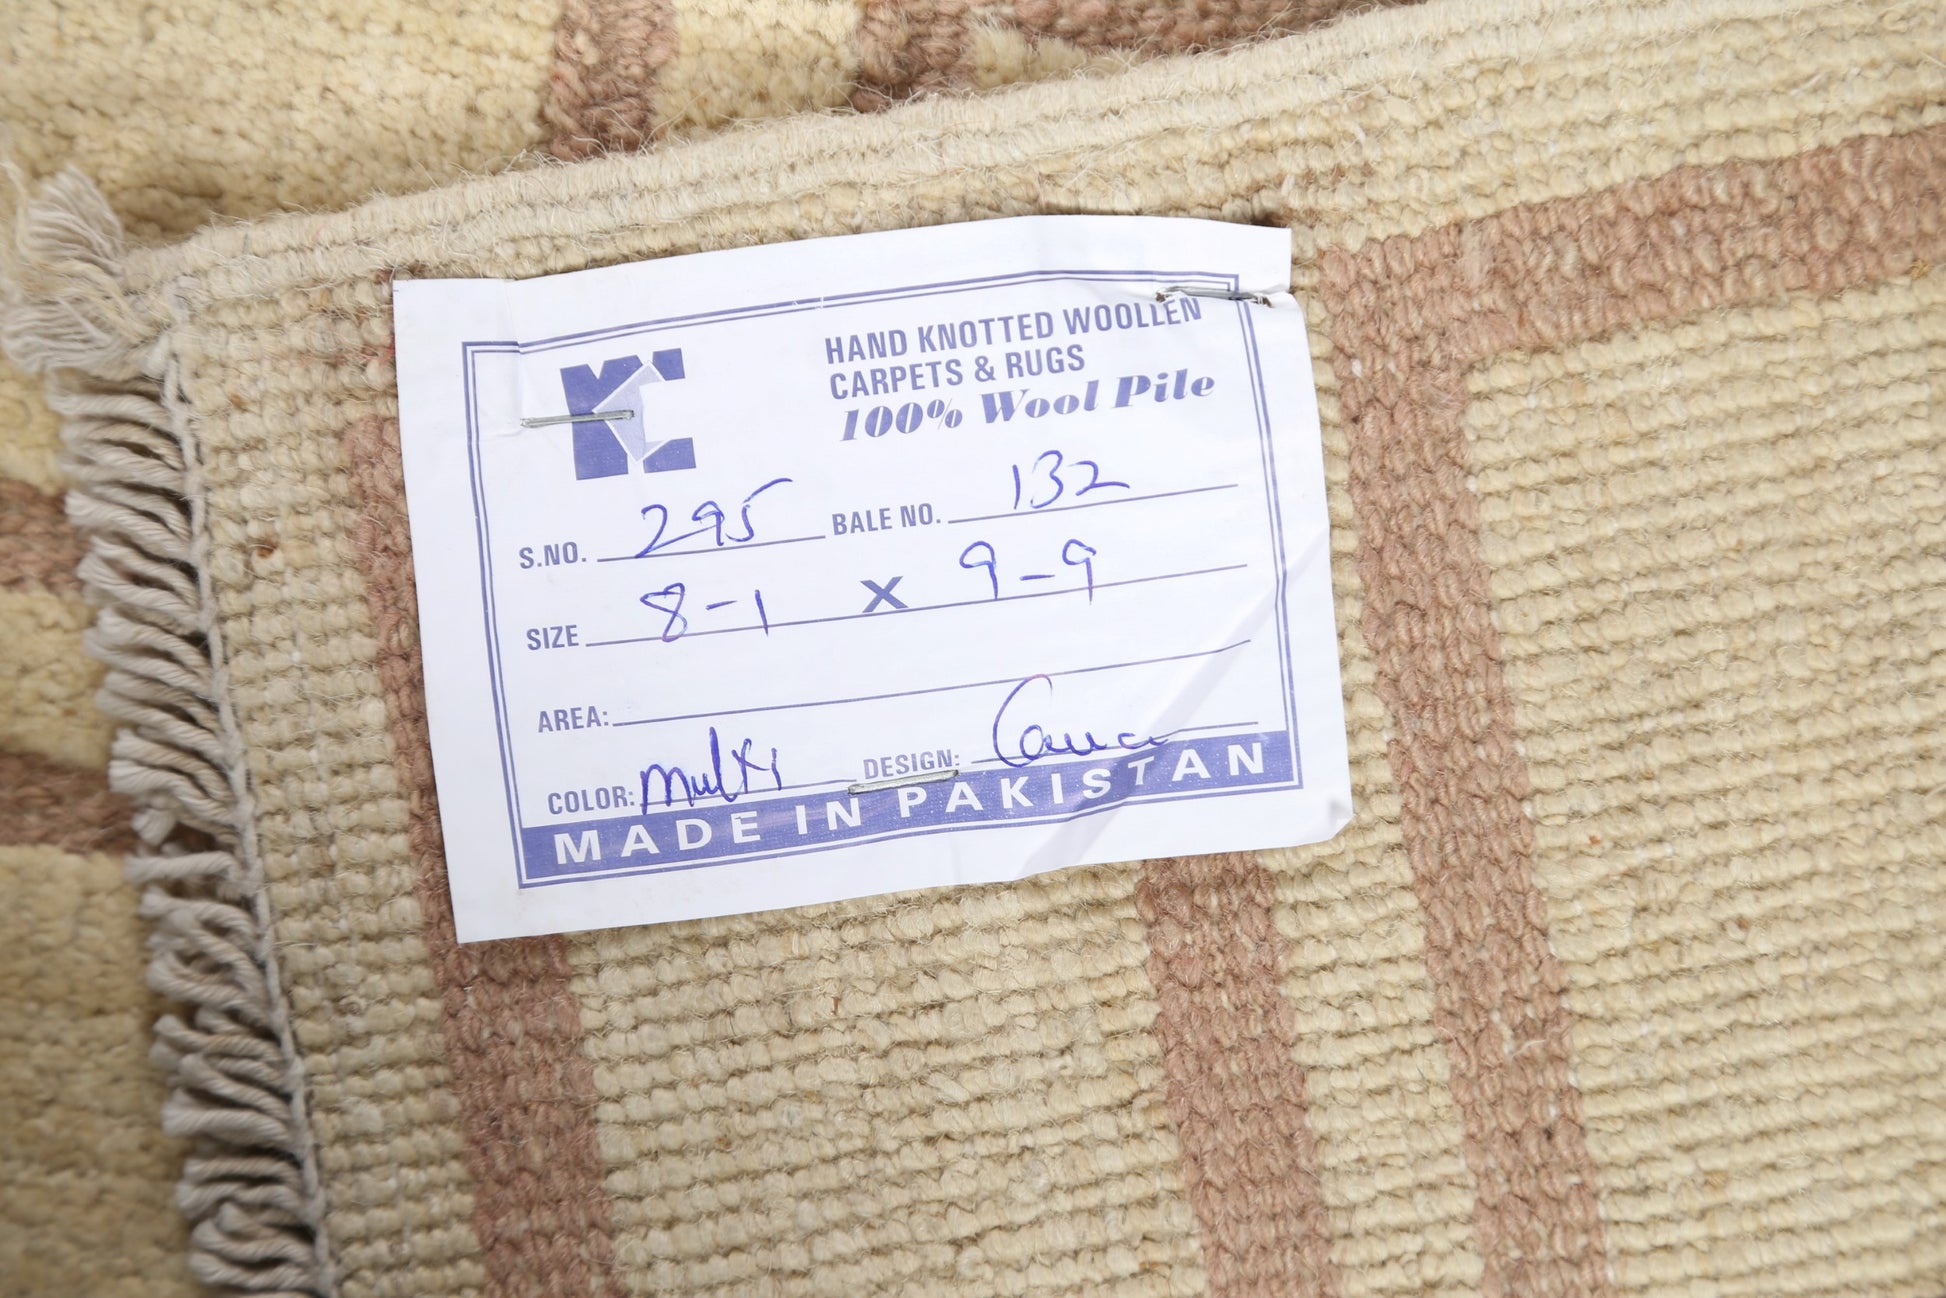 HAND KNOTTED WOOLLEN
CARPETS & RUGS
100% Wool Pile
S.NO. 295 BALE NO. 132
SIZE 8-1 X 9-9
AREA:
COLOR: Multi DESIGN:
MADE IN PAKISTAN